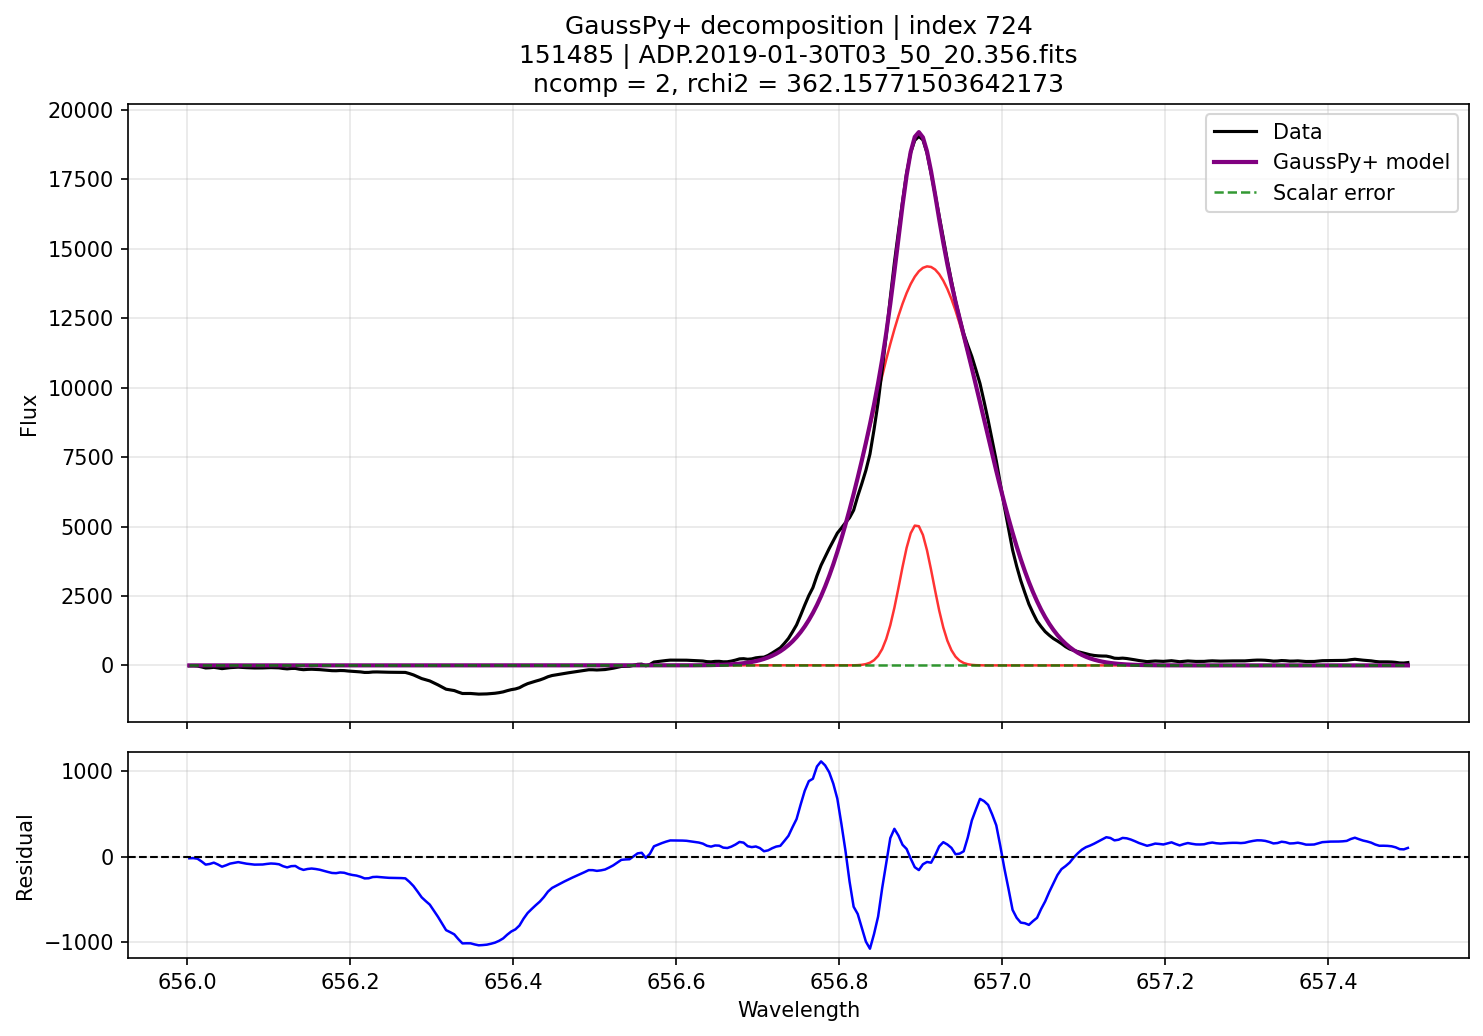 GaussPy+ decomposition | index 724
151485 | ADP.2019-01-30T03_50_20.356.fits
ncomp = 2, rchi2 = 362.15771503642173
20000
17500
15000
12500
10000
7500
5000
2500
0
Flux
Data
GaussPy+ model
Scalar error
1000
0
−1000
Residual
656.0 656.2 656.4 656.6 656.8 657.0 657.2 657.4
Wavelength